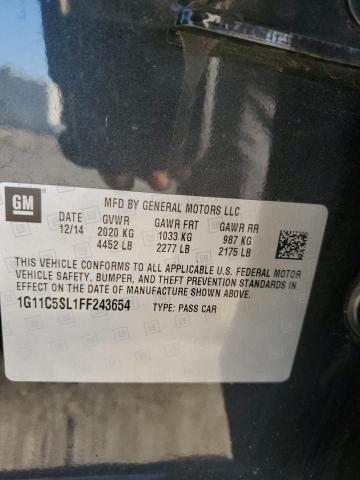 GM
MFD BY GENERAL MOTORS LLC
DATE GVWR GAWR FRT GAWR RR
12/14 2020 KG 1033 KG 987 KG
4452 LB 2277 LB 2175 LB
THIS VEHICLE CONFORMS TO ALL APPLICABLE U.S. FEDERAL MOTOR
VEHICLE SAFETY, BUMPER, AND THEFT PREVENTION STANDARDS IN
EFFECT ON THE DATE OF MANUFACTURE SHOWN ABOVE.
1G11C5SL1FF243654 TYPE: PASS CAR